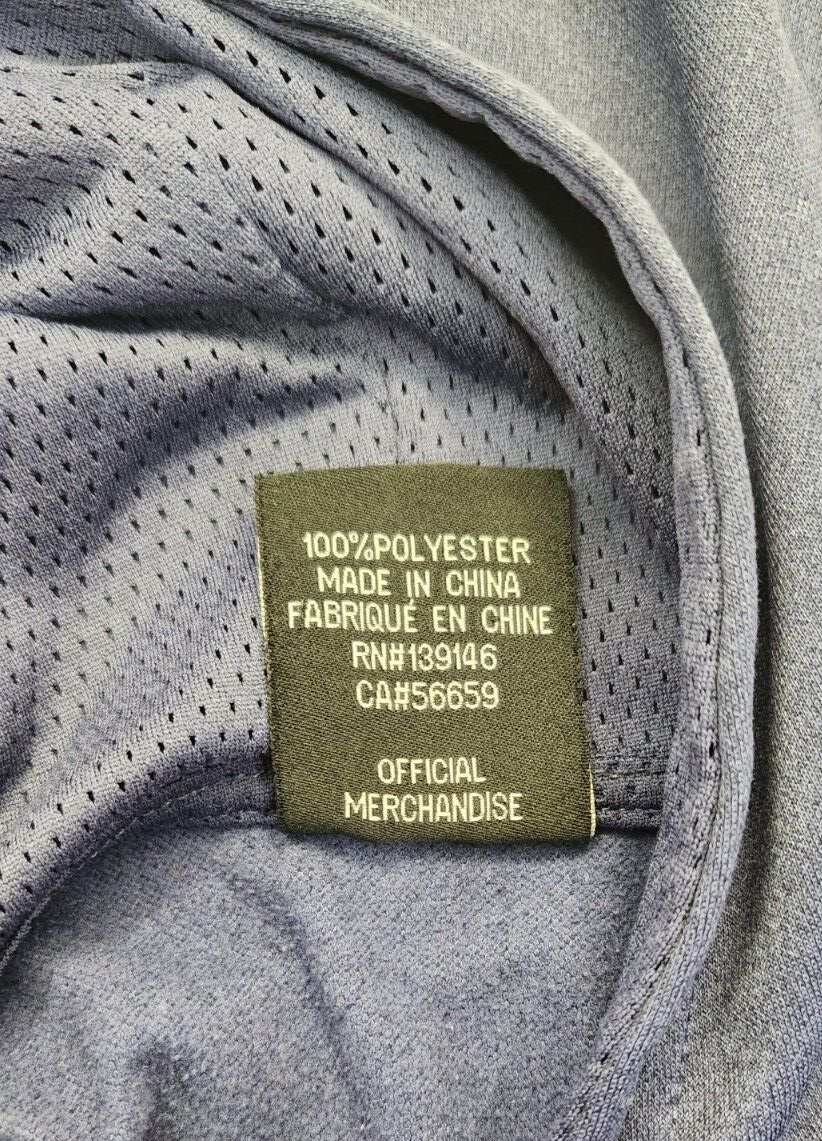 100%POLYESTER
MADE IN CHINA
FABRIQUÉ EN CHINE
RN#139146
CA#56659
OFFICIAL
MERCHANDISE